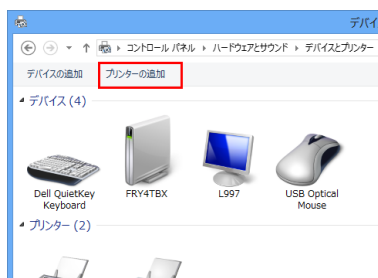 デバイ
コントロール パネル ▸ ハードウェアとサウンド ▸ デバイスとプリンター
デバイスの追加 プリンターの追加
デバイス (4)
Dell QuietKey
Keyboard
FRY4TBX
L997
USB Optical
Mouse
プリンター (2)